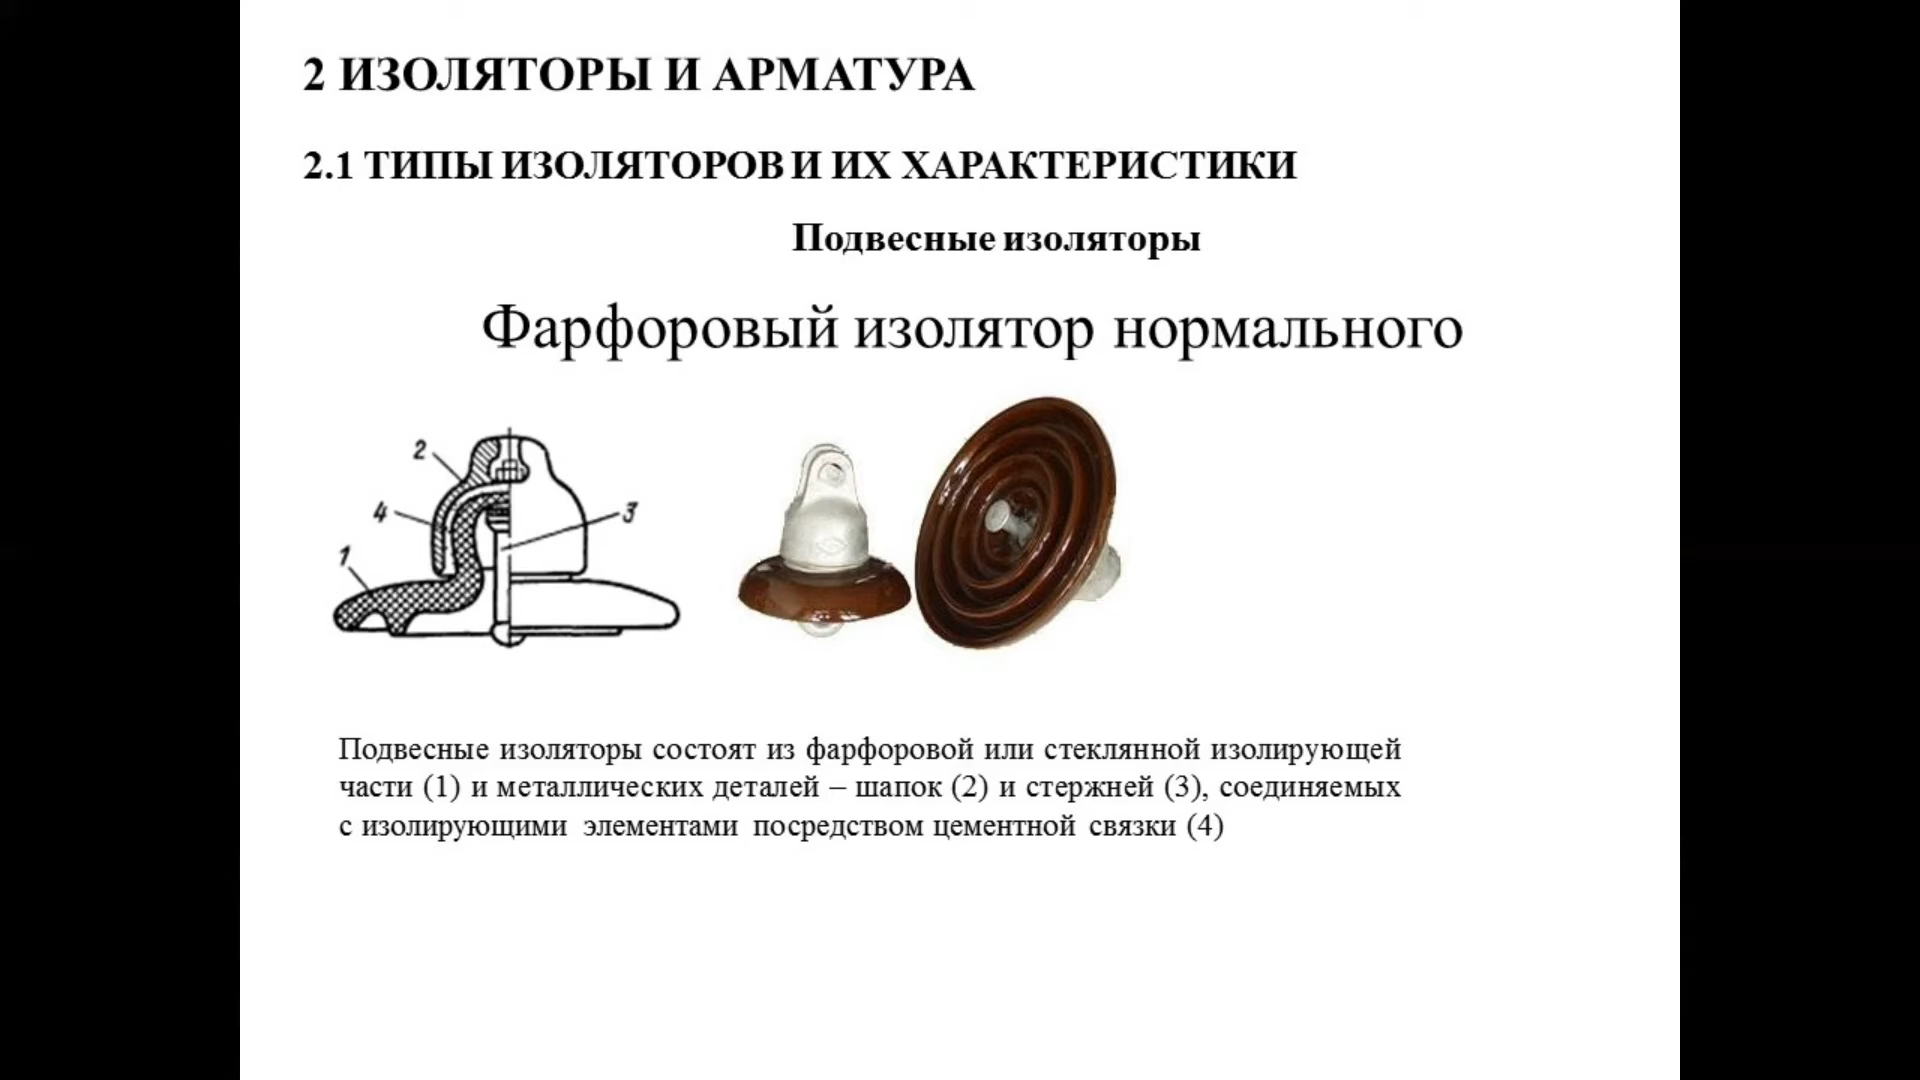 2 ИЗОЛЯТОРЫ И АРМАТУРА
2.1 ТИПЫ ИЗОЛЯТОРОВ И ИХ ХАРАКТЕРИСТИКИ
Подвесные изоляторы
Фарфоровый изолятор нормального
2
4
3
1
Подвесные изоляторы состоят из фарфоровой или стеклянной изолирующей
части (1) и металлических деталей – шапок (2) и стержней (3), соединяемых
с изолирующими элементами посредством цементной связки (4)